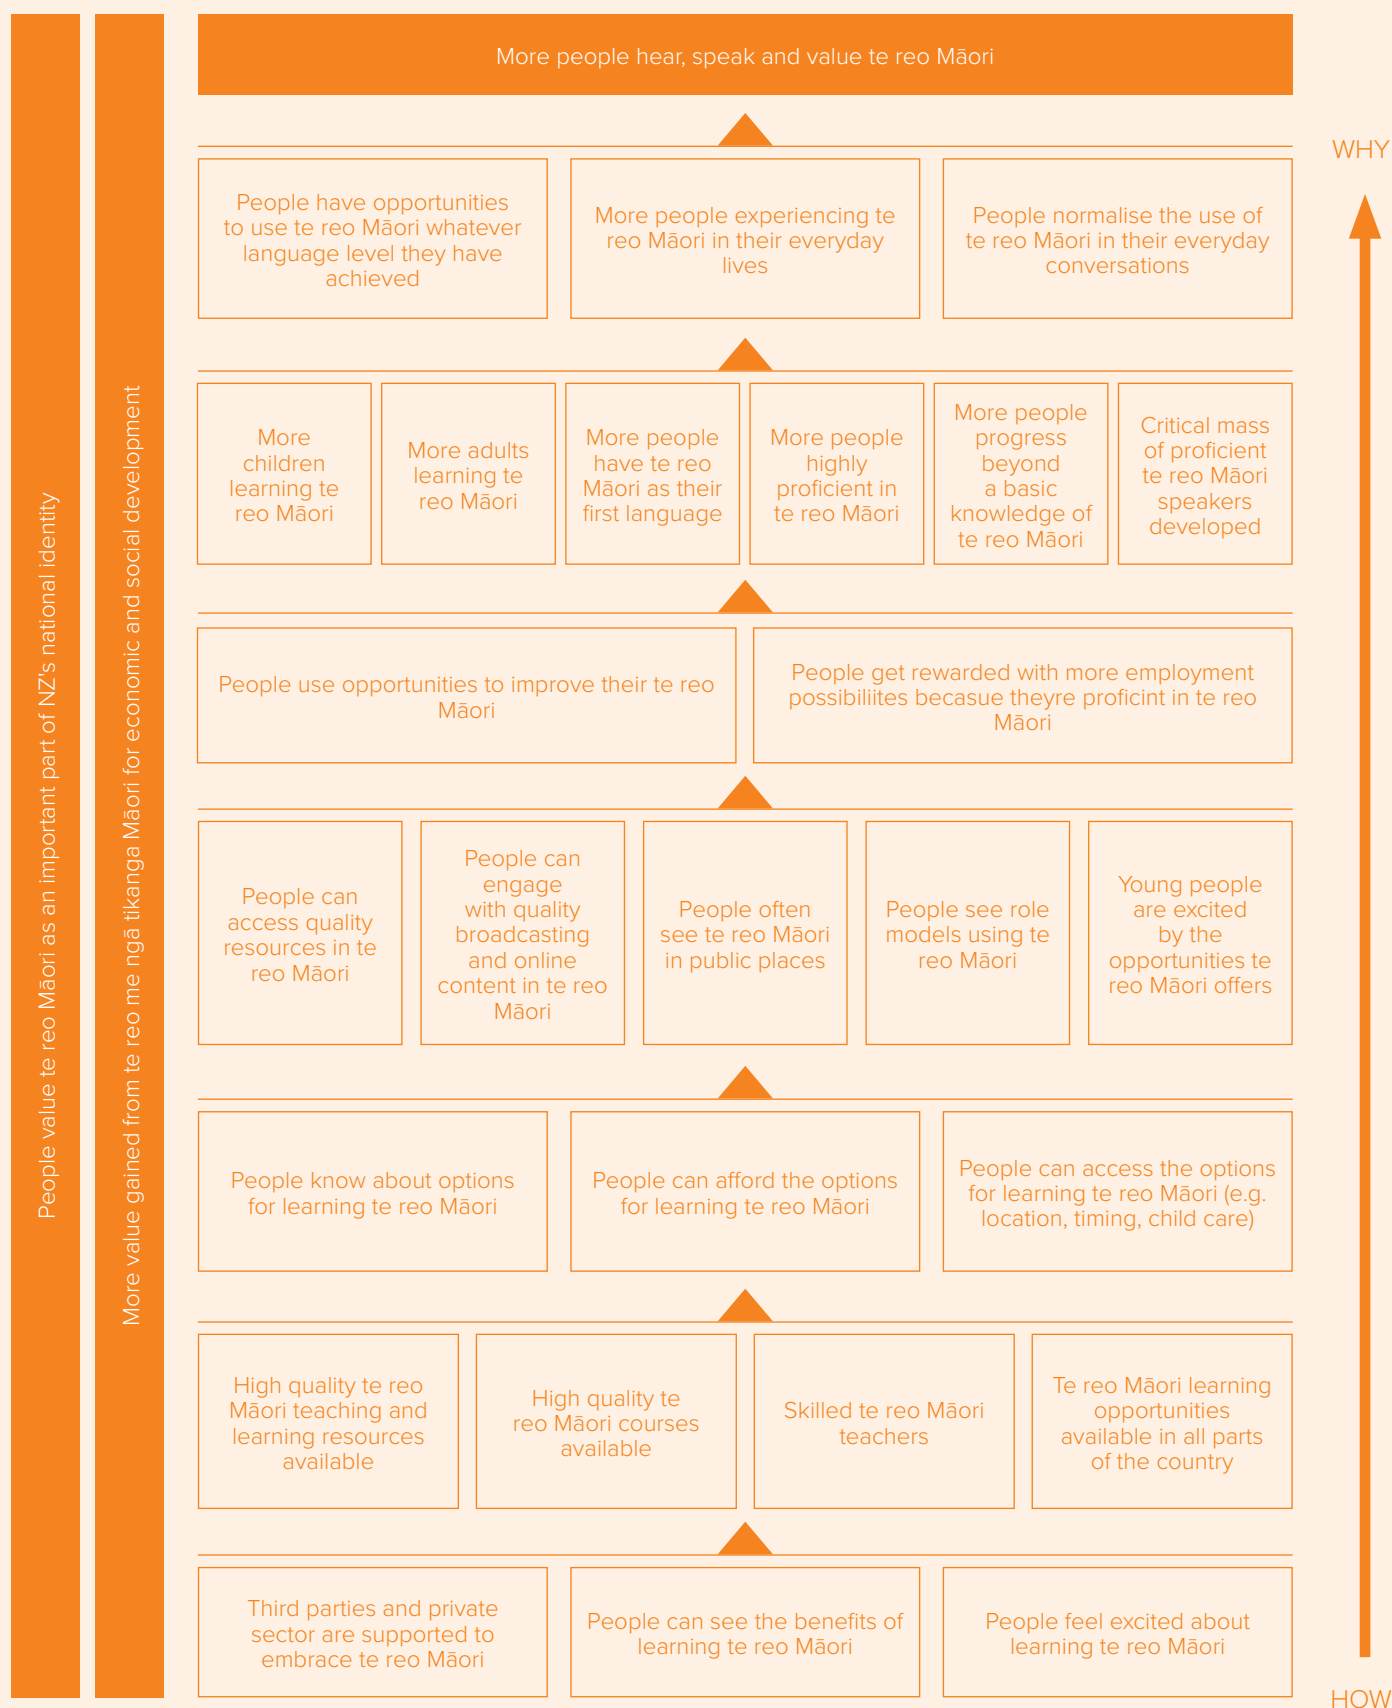 People value te reo Māori as an important part of NZ's national identity
More value gained from te reo me ngā tikanga Māori for economic and social development
More people hear, speak and value te reo Māori
WHY
People have opportunities
to use te reo Māori whatever
language level they have
achieved
More people experiencing te
reo Māori in their everyday
lives
People normalise the use of
te reo Māori in their everyday
conversations
More
children
learning te
reo Māori
More adults
learning te
reo Māori
More people
have te reo
Māori as their
first language
More people
highly
proficient in
te reo Māori
More people
progress
beyond
a basic
knowledge of
te reo Māori
Critical mass
of proficient
te reo Māori
speakers
developed
People use opportunities to improve their te reo
Māori
People get rewarded with more employment
possibiliites becasue theyre proficint in te reo
Māori
People can
access quality
resources in te
reo Māori
People can
engage
with quality
broadcasting
and online
content in te reo
Māori
People often
see te reo Māori
in public places
People see role
models using te
reo Māori
Young people
are excited
by the
opportunities te
reo Māori offers
People know about options
for learning te reo Māori
People can afford the options
for learning te reo Māori
People can access the options
for learning te reo Māori (e.g.
location, timing, child care)
High quality te reo
Māori teaching and
learning resources
available
High quality te
reo Māori courses
available
Skilled te reo Māori
teachers
Te reo Māori learning
opportunities
available in all parts
of the country
Third parties and private
sector are supported to
embrace te reo Māori
People can see the benefits of
learning te reo Māori
People feel excited about
learning te reo Māori
HOW